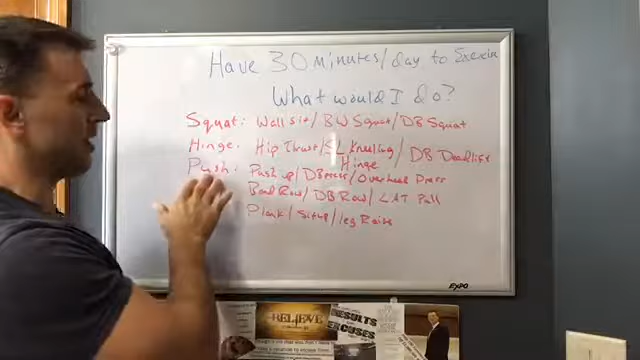 Have 30 minutes/day to Exercise
What would I do?
Squat: Wall sit/ BW Squat/DB Squat
Hinge: Hip Thrust/SL Kneeling Hinge/ DB Deadlift
Push: Push up/DB Press/Overhead Press
Band Row/ DB Row/ LAT Pull
Plank/ Situp/leg Raise
EXPO
BELIEVE
RESULTS
EXCUSES